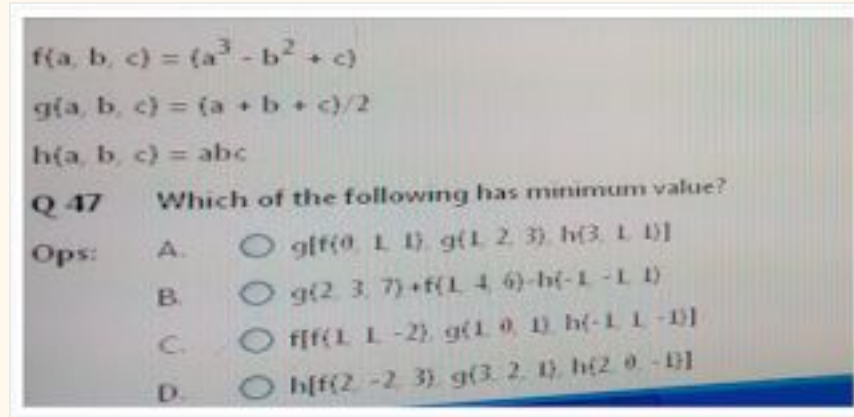 f(a, b, c) = (a³ - b² + c)
g(a, b, c) = (a + b + c)/2
h(a, b, c) = abc
Q 47 Which of the following has minimum value?
Ops: A. g[f(0, 1, 1), g(1, 2, 3), h(3, 1, 1)]
B. g(2, 3, 7)+f(1, 4, 6)-h(-1, -1, 1)
C. f[f(1, 1, -2), g(1, 0, 1), h(-1, 1, -1)]
D. h[f(2, -2, 3), g(3, 2, 1), h(2, 0, -1)]